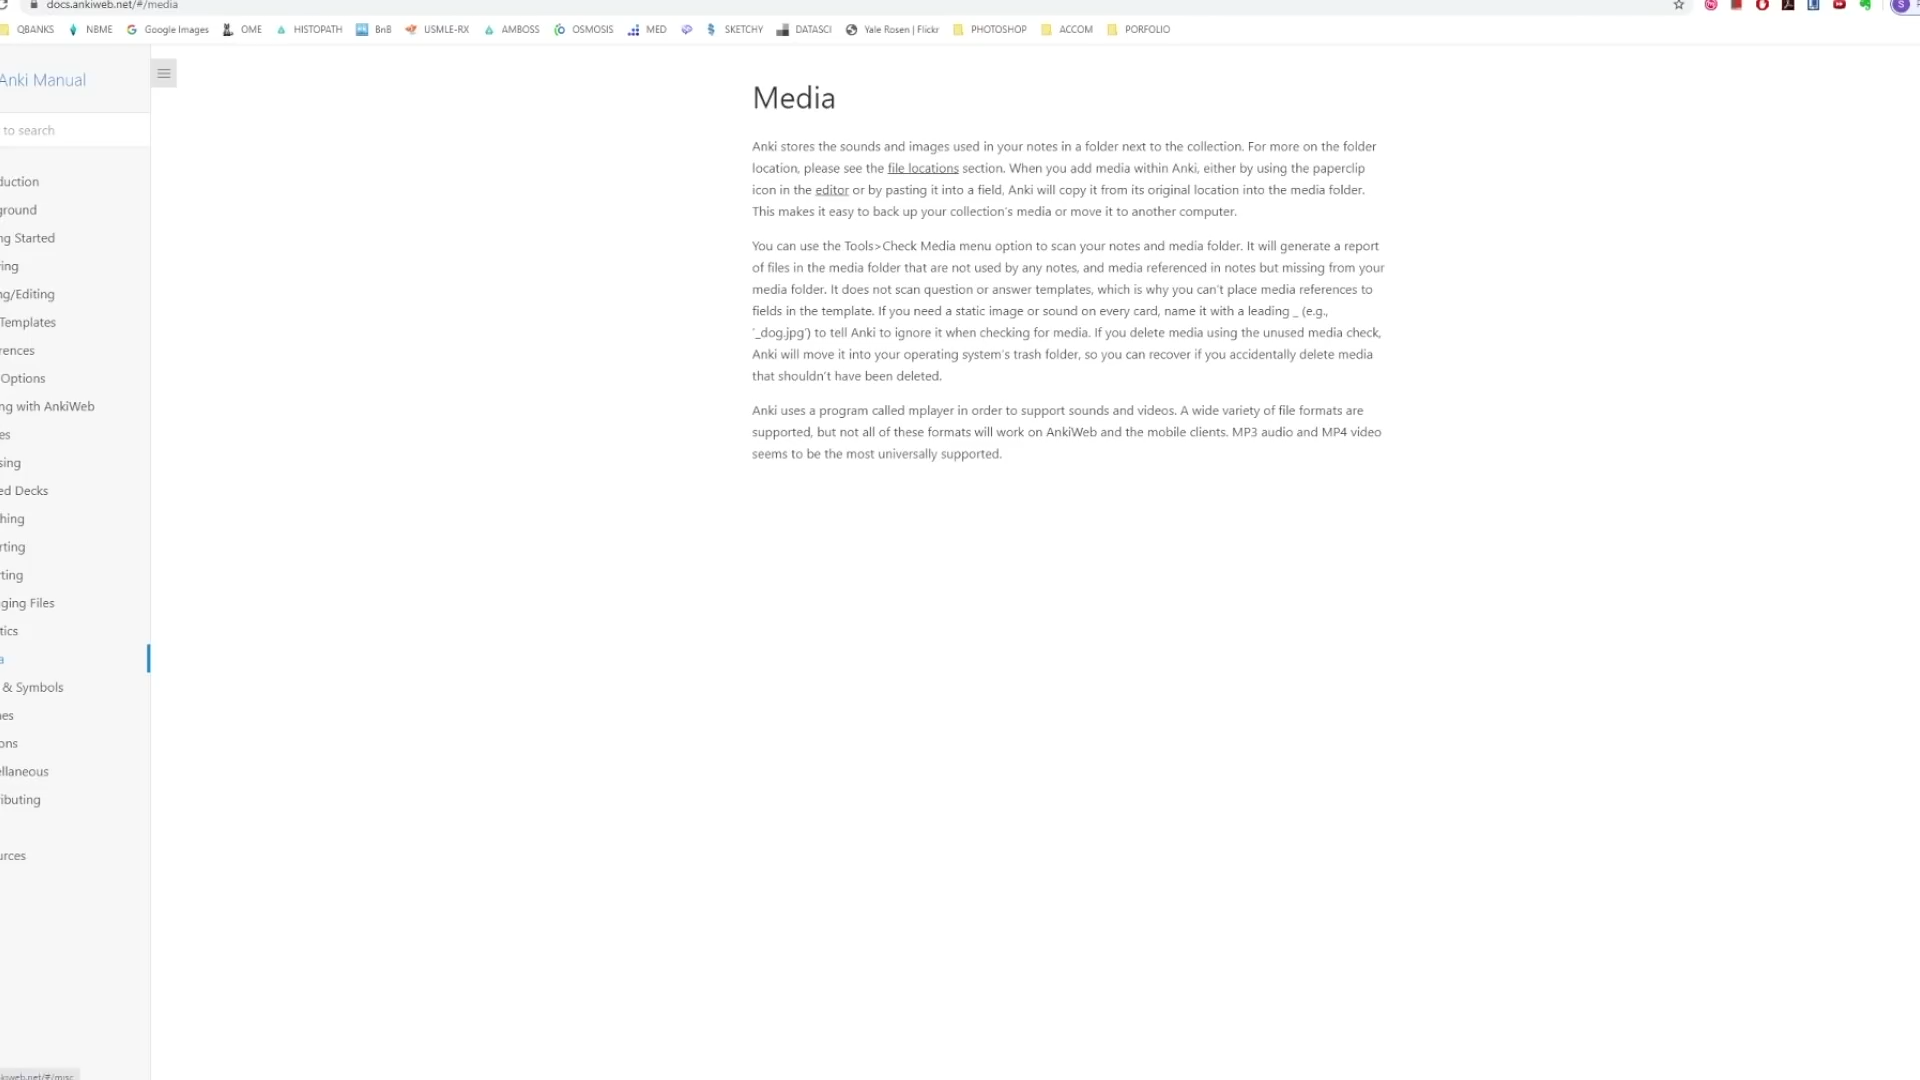 docs.ankiweb.net/#/media
QBANKS NBME Google Images OME HISTOPATH BnB USMLE-RX AMBOSS OSMOSIS MED SKETCHY DATASCI Yale Rosen | Flickr PHOTOSHOP ACCOM PORFOLIO
Anki Manual
to search
duction
ground
ng Started
ing
ng/Editing
Templates
rences
Options
ng with AnkiWeb
es
sing
ed Decks
hing
rting
ting
ging Files
tics
a
& Symbols
nes
ons
ellaneous
ibuting
urces
Media
Anki stores the sounds and images used in your notes in a folder next to the collection. For more on the folder
location, please see the file locations section. When you add media within Anki, either by using the paperclip
icon in the editor or by pasting it into a field, Anki will copy it from its original location into the media folder.
This makes it easy to back up your collection's media or move it to another computer.
You can use the Tools>Check Media menu option to scan your notes and media folder. It will generate a report
of files in the media folder that are not used by any notes, and media referenced in notes but missing from your
media folder. It does not scan question or answer templates, which is why you can't place media references to
fields in the template. If you need a static image or sound on every card, name it with a leading _ (e.g.,
'_dog.jpg') to tell Anki to ignore it when checking for media. If you delete media using the unused media check,
Anki will move it into your operating system's trash folder, so you can recover if you accidentally delete media
that shouldn't have been deleted.
Anki uses a program called mplayer in order to support sounds and videos. A wide variety of file formats are
supported, but not all of these formats will work on AnkiWeb and the mobile clients. MP3 audio and MP4 video
seems to be the most universally supported.